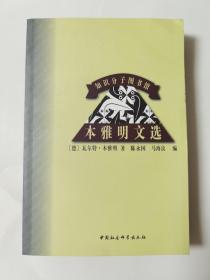 知识分子图书馆
本雅明文选
[德] 瓦尔特·本雅明 著 陈永国 马海良 编
中国社会科学出版社